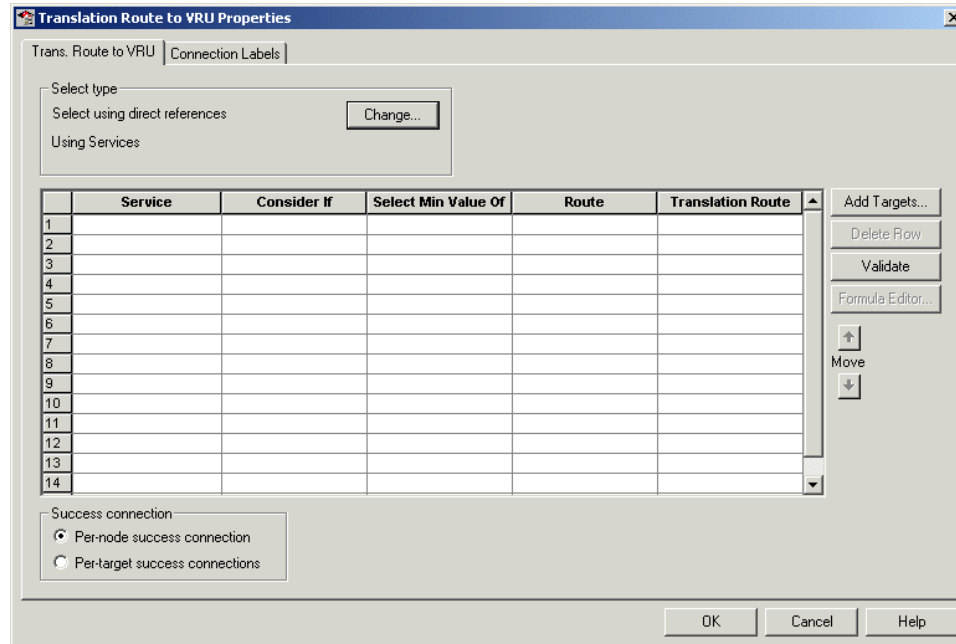 Translation Route to VRU Properties
Trans. Route to VRU Connection Labels
Select type
Select using direct references Change...
Using Services
Service Consider If Select Min Value Of Route Translation Route
1
2
3
4
5
6
7
8
9
10
11
12
13
14
Add Targets...
Delete Row
Validate
Formula Editor...
Move
Success connection
Per-node success connection
Per-target success connections
OK Cancel Help